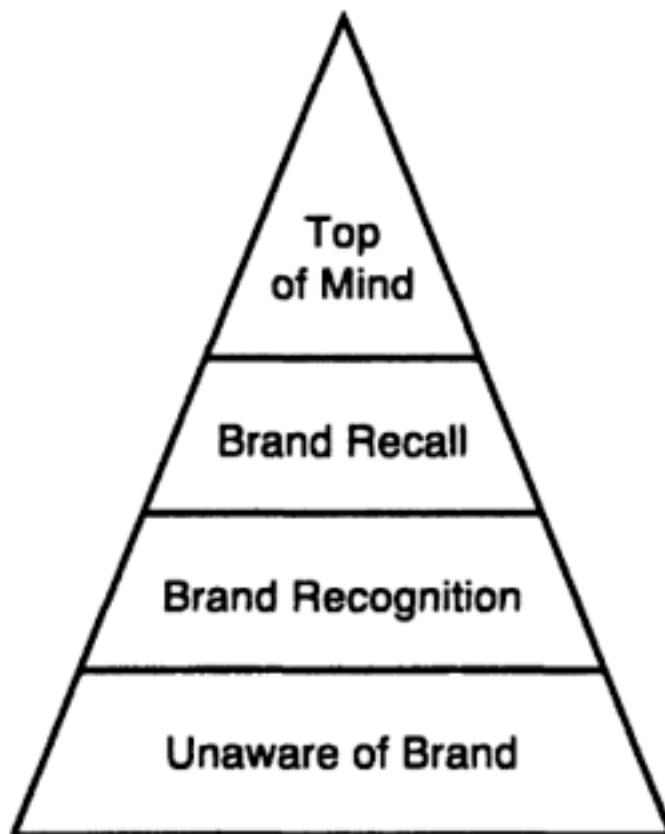 Top
of Mind
Brand Recall
Brand Recognition
Unaware of Brand